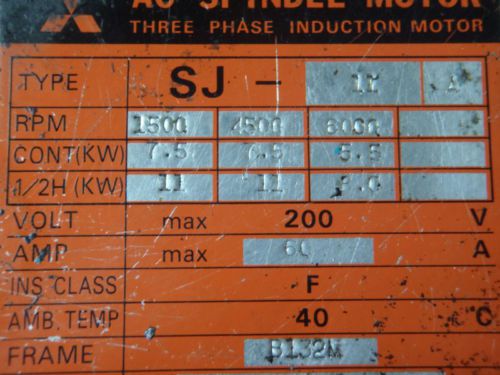 AC SPINDLE MOTOR
THREE PHASE INDUCTION MOTOR
TYPE SJ - 11
RPM 1500 4500 6000
CONT(KW) 7.5 7.5 5.5
1/2H (KW) 11 11
VOLT max 200 V
AMP max 60 A
INS CLASS F
AMB. TEMP 40 C
FRAME B132M